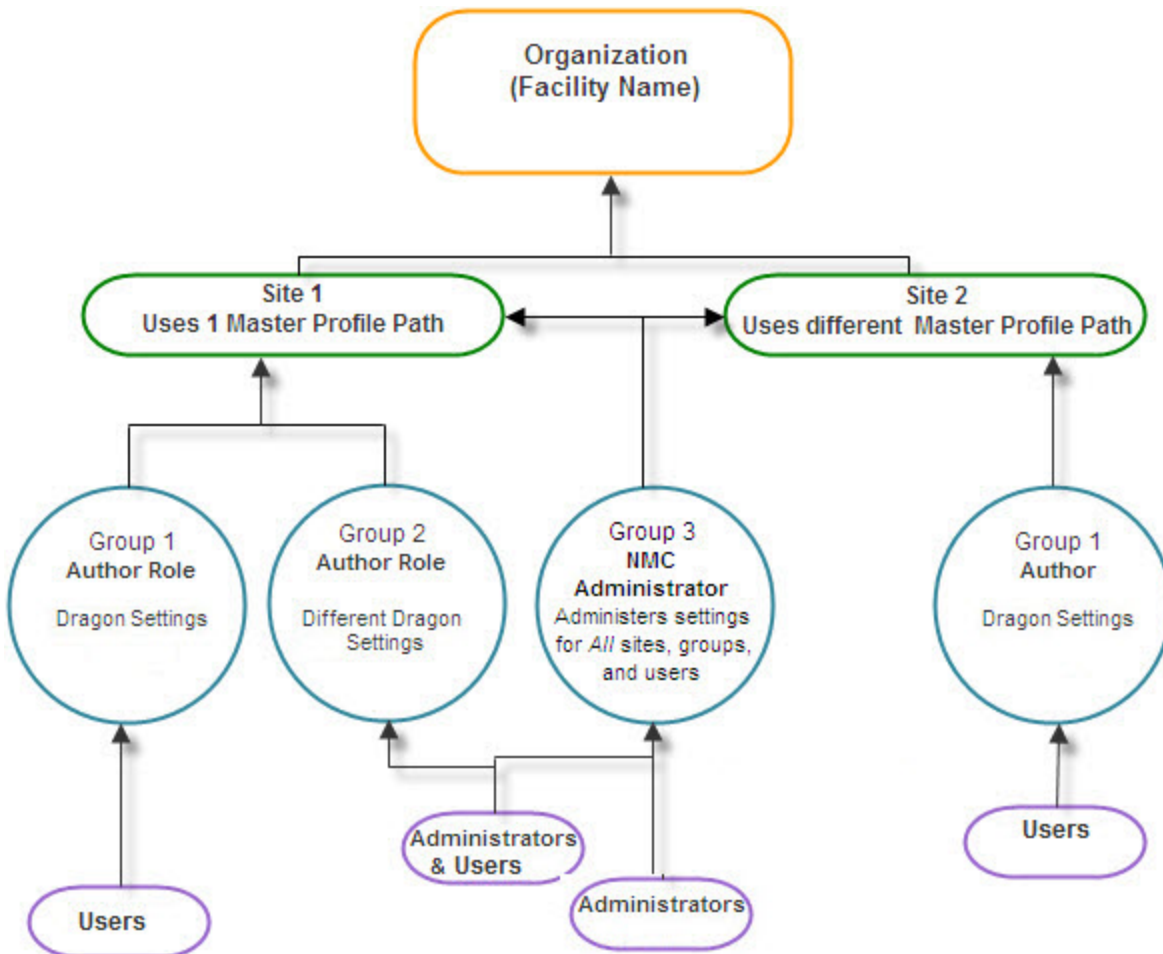 Organization
(Facility Name)
Site 1
Uses 1 Master Profile Path
Site 2
Uses different Master Profile Path
Group 1
Author Role
Dragon Settings
Group 2
Author Role
Different Dragon
Settings
Group 3
NMC
Administrator
Administers settings
for All sites, groups,
and users
Group 1
Author
Dragon Settings
Administrators
& Users
Users
Administrators
Users